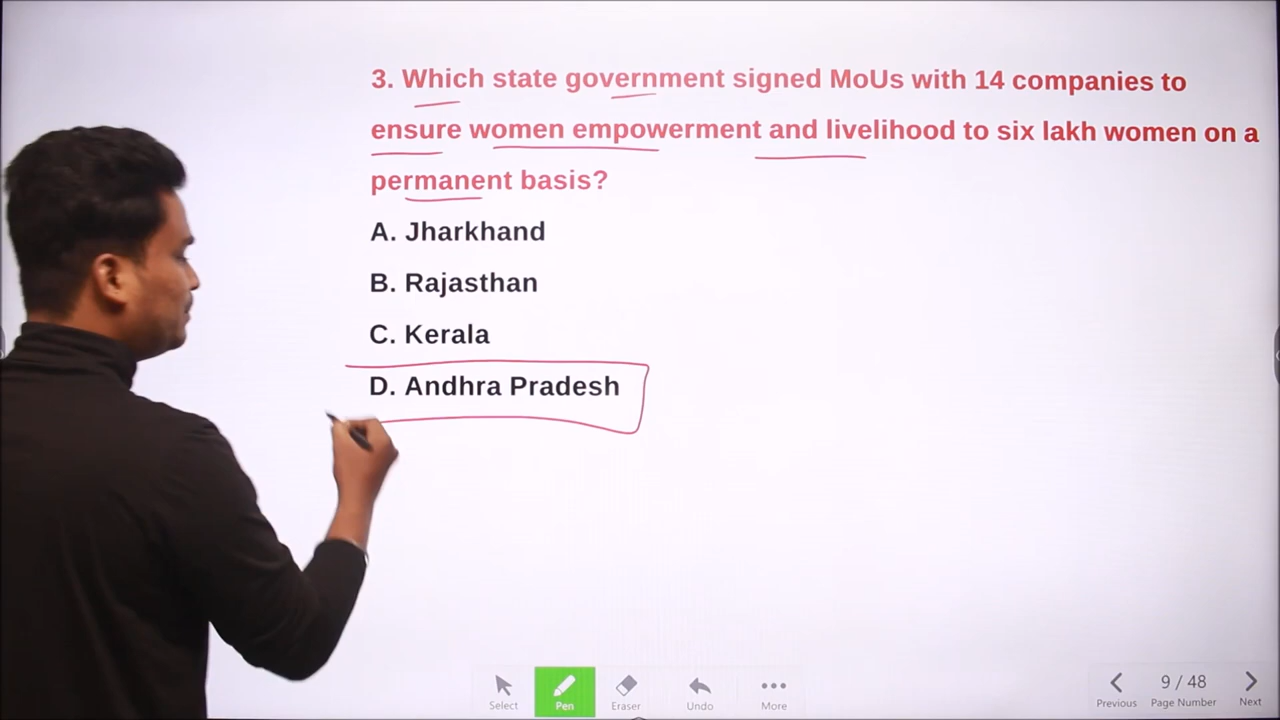 3. Which state government signed MoUs with 14 companies to
ensure women empowerment and livelihood to six lakh women on a
permanent basis?
A. Jharkhand
B. Rajasthan
C. Kerala
D. Andhra Pradesh
Select
Pen
Eraser
Undo
More
Previous
9 / 48
Page Number
Next